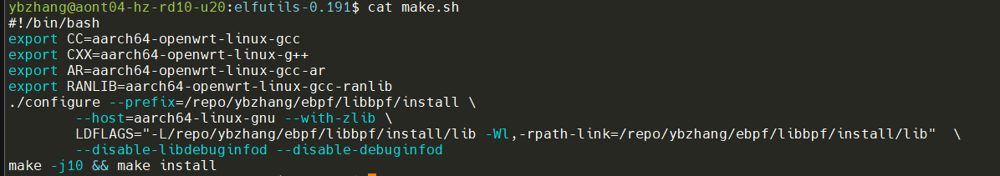 ybzhang@aont04-hz-rd10-u20:elfutils-0.191$ cat make.sh
#!/bin/bash
export CC=aarch64-openwrt-linux-gcc
export CXX=aarch64-openwrt-linux-g++
export AR=aarch64-openwrt-linux-gcc-ar
export RANLIB=aarch64-openwrt-linux-gcc-ranlib
./configure --prefix=/repo/ybzhang/ebpf/libbpf/install \
        --host=aarch64-linux-gnu --with-zlib \
        LDFLAGS="-L/repo/ybzhang/ebpf/libbpf/install/lib -Wl,-rpath-link=/repo/ybzhang/ebpf/libbpf/install/lib"  \
        --disable-libdebuginfod --disable-debuginfod
make -j10 && make install